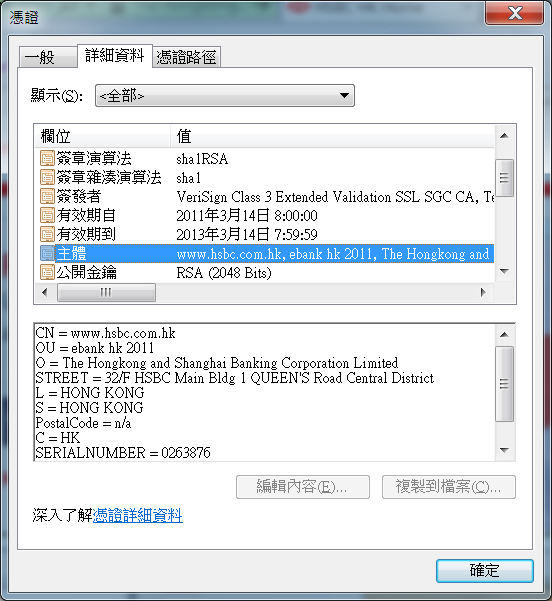 憑證
一般 詳細資料 憑證路徑
顯示(S): <全部>
欄位 值
簽章演算法 sha1RSA
簽章雜湊演算法 sha1
簽發者 VeriSign Class 3 Extended Validation SSL SGC CA, Te
有效期自 2011年3月14日 8:00:00
有效期到 2013年3月14日 7:59:59
主體 www.hsbc.com.hk, ebank hk 2011, The Hongkong and
公開金鑰 RSA (2048 Bits)
CN = www.hsbc.com.hk
OU = ebank hk 2011
O = The Hongkong and Shanghai Banking Corporation Limited
STREET = 32/F HSBC Main Bldg 1 QUEEN'S Road Central District
L = HONG KONG
S = HONG KONG
PostalCode = n/a
C = HK
SERIALNUMBER = 0263876
編輯內容(E)... 複製到檔案(C)...
深入了解憑證詳細資料
確定